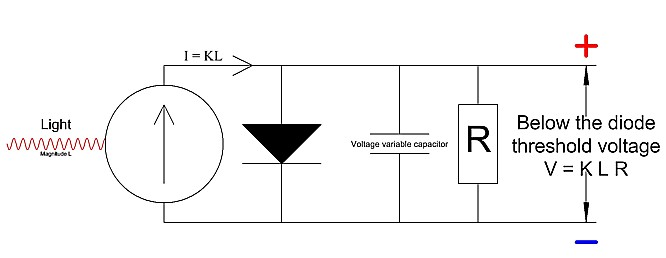 I = KL
Light
Magnitude L
Voltage variable capacitor
R
+
Below the diode
threshold voltage
V = K L R
−